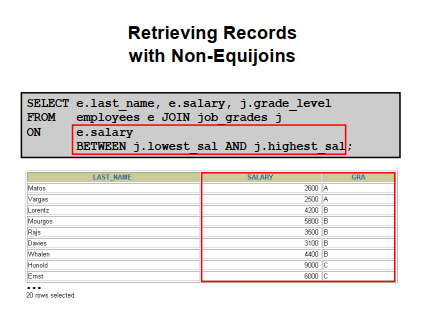 Retrieving Records
with Non-Equijoins
SELECT e.last_name, e.salary, j.grade_level
FROM employees e JOIN job_grades j
ON e.salary
BETWEEN j.lowest_sal AND j.highest_sal;
LAST_NAME SALARY GRA
Matos 2600 A
Vargas 2500 A
Lorentz 4200 B
Mourgos 5800 B
Rajs 3500 B
Davies 3100 B
Whalen 4400 B
Hunold 9000 C
Ernst 6000 C
...
20 rows selected.